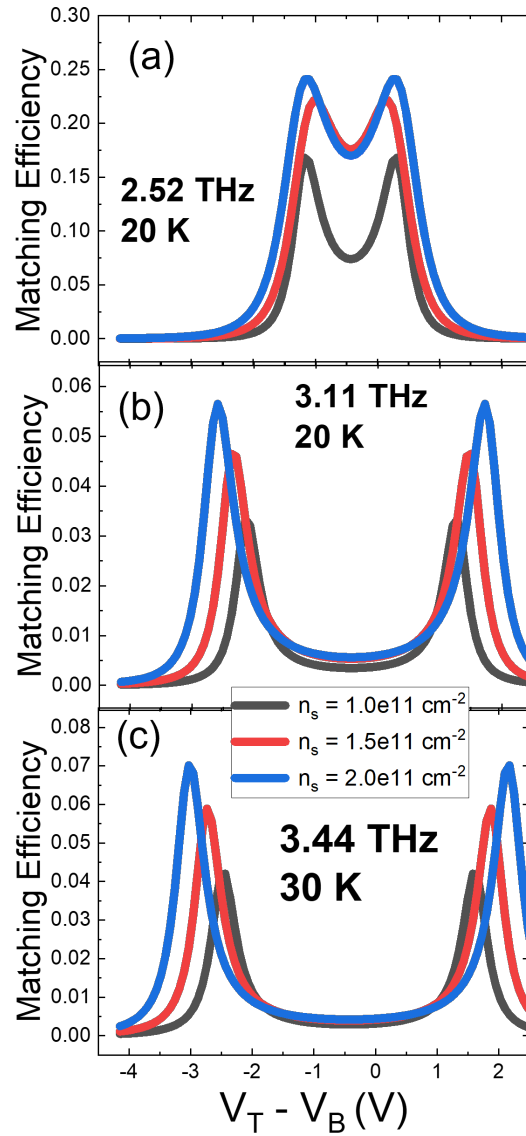 0.30
(a)
0.25
0.20
2.52 THz
20 K
0.15
0.10
0.05
0.00
Matching Efficiency
3.11 THz
20 K
0.06
(b)
0.05
0.04
0.03
0.02
0.01
0.00
Matching Efficiency
n_s = 1.0e11 cm⁻²
n_s = 1.5e11 cm⁻²
n_s = 2.0e11 cm⁻²
0.08
(c)
0.07
0.06
0.05
3.44 THz
30 K
0.04
0.03
0.02
0.01
0.00
Matching Efficiency
-4 -3 -2 -1 0 1 2
V_T - V_B (V)